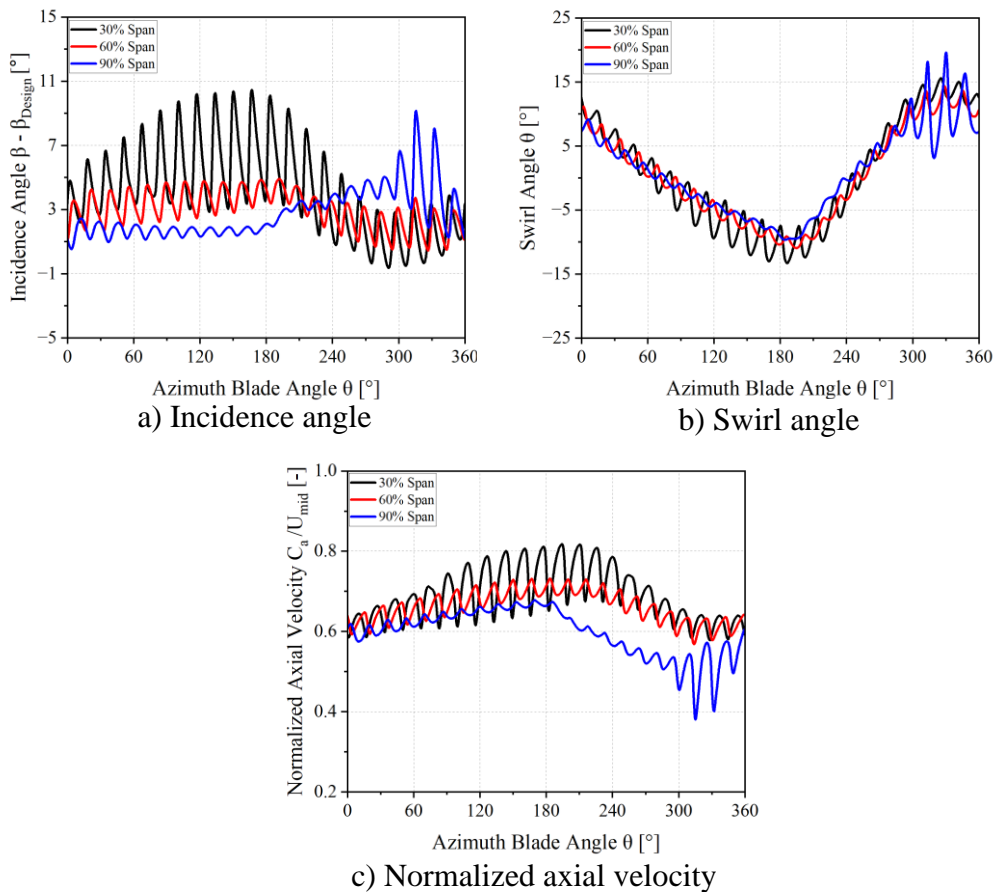 Incidence Angle β - β_Design [°]
15
11
7
3
−1
−5
30% Span
60% Span
90% Span
0 60 120 180 240 300 360
Azimuth Blade Angle θ [°]
a) Incidence angle
Swirl Angle θ [°]
25
15
5
−5
−15
−25
30% Span
60% Span
90% Span
0 60 120 180 240 300 360
Azimuth Blade Angle θ [°]
b) Swirl angle
Normalized Axial Velocity C_a/U_mid [-]
1.0
0.8
0.6
0.4
0.2
30% Span
60% Span
90% Span
0 60 120 180 240 300 360
Azimuth Blade Angle θ [°]
c) Normalized axial velocity